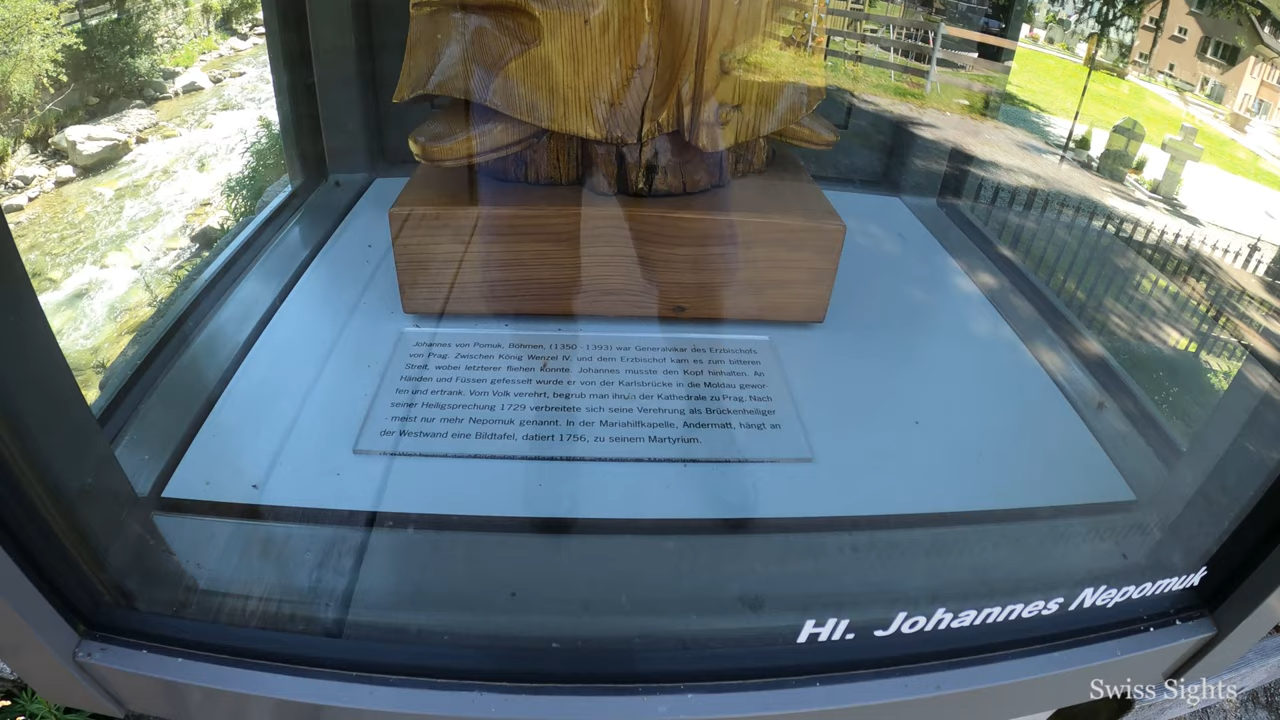 Johannes von Pomuk, Böhmen, (1350 - 1393) war Generalvikar des Erzbischofs
von Prag. Zwischen König Wenzel IV. und dem Erzbischof kam es zum bitteren
Streit, wobei letzterer fliehen konnte. Johannes musste den Kopf hinhalten. An
Händen und Füssen gefesselt wurde er von der Karlsbrücke in die Moldau gewor-
fen und ertrank. Vom Volk verehrt, begrub man ihn in der Kathedrale zu Prag. Nach
seiner Heiligsprechung 1729 verbreitete sich seine Verehrung als Brückenheiliger
- meist nur mehr Nepomuk genannt. In der Mariahilfkapelle, Andermatt, hängt an
der Westwand eine Bildtafel, datiert 1756, zu seinem Martyrium.
Hl. Johannes Nepomuk
Swiss Sights